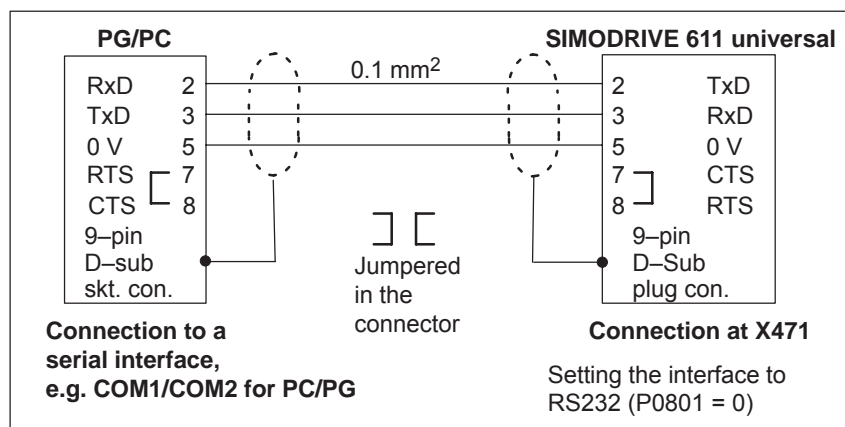 PG/PC
SIMODRIVE 611 universal
0.1 mm²
RxD 2
TxD 3
0 V 5
RTS 7
CTS 8
9–pin
D–sub
skt. con.
2 TxD
3 RxD
5 0 V
7 CTS
8 RTS
9–pin
D–Sub
plug con.
Jumpered
in the
connector
Connection to a
serial interface,
e.g. COM1/COM2 for PC/PG
Connection at X471
Setting the interface to
RS232 (P0801 = 0)